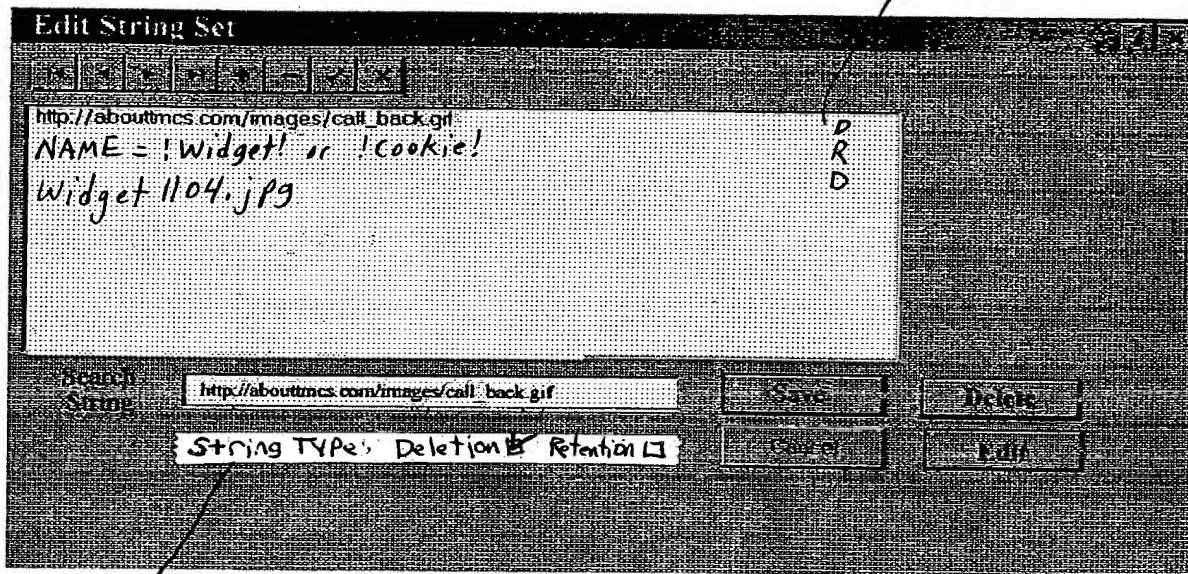 Edit String Set
http://abouttmcs.com/images/call_back.gif D
NAME = !Widget! or !Cookie! R
Widget 1104.jpg D
Search String http://abouttmcs.com/images/call_back.gif Save Delete
String TYPe: Deletion Retention Cancel Edit